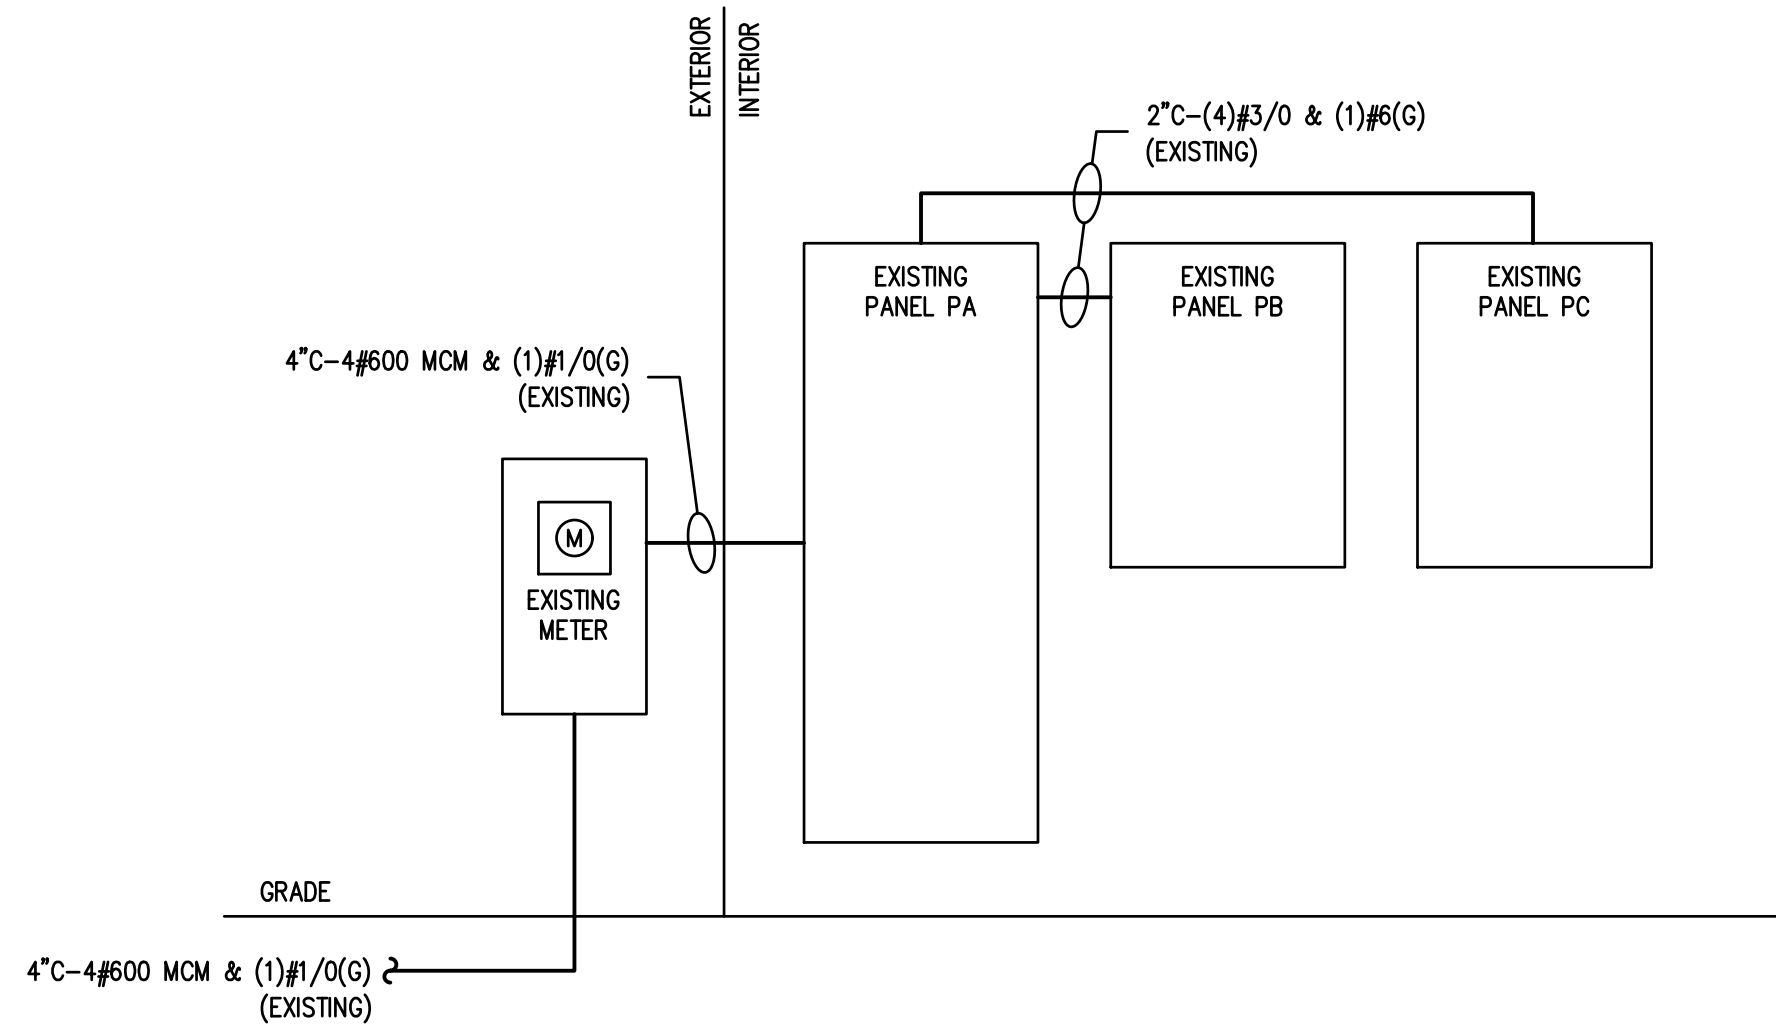 EXTERIOR
INTERIOR
2"C-(4)#3/0 & (1)#6(G)
(EXISTING)
EXISTING
PANEL PA
EXISTING
PANEL PB
EXISTING
PANEL PC
4"C-4#600 MCM & (1)#1/0(G)
(EXISTING)
M
EXISTING
METER
GRADE
4"C-4#600 MCM & (1)#1/0(G)
(EXISTING)